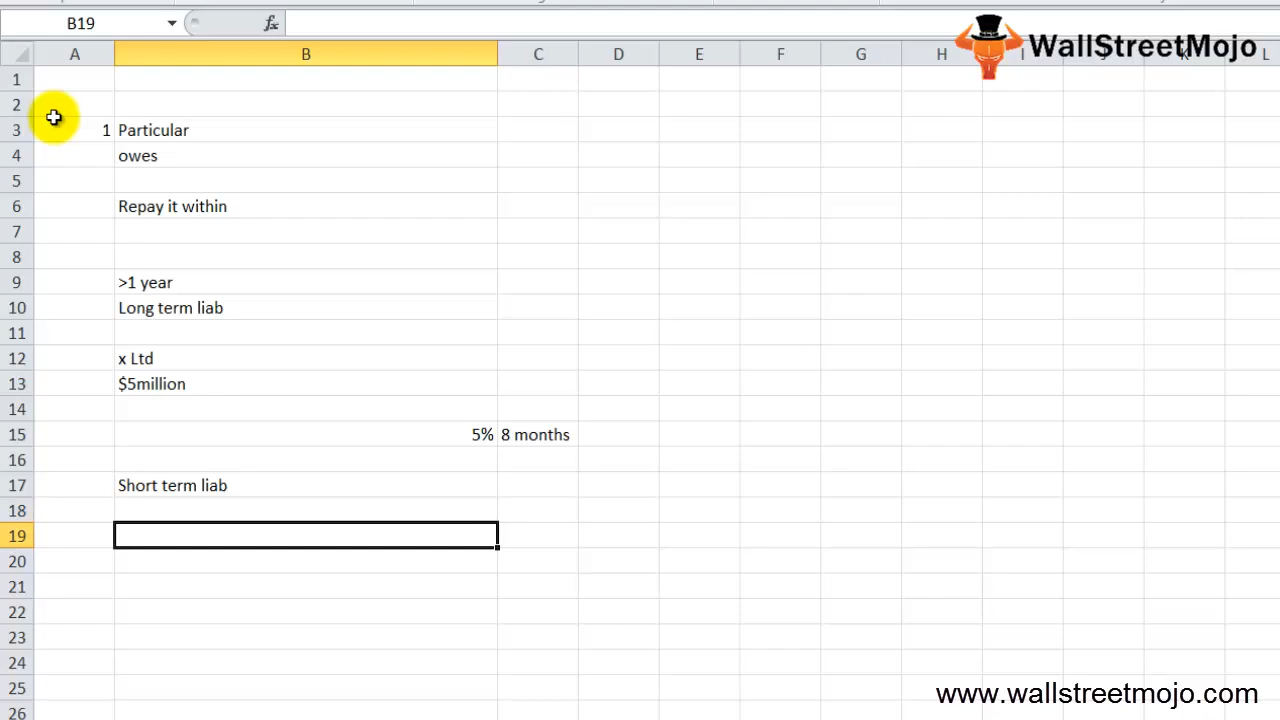 B19
fx
WallStreetMojo
A B C D E F G H I J K L
1
2
3 1 Particular
4 owes
5
6 Repay it within
7
8
9 >1 year
10 Long term liab
11
12 x Ltd
13 $5million
14
15 5% 8 months
16
17 Short term liab
18
19
20
21
22
23
24
25
26
www.wallstreetmojo.com